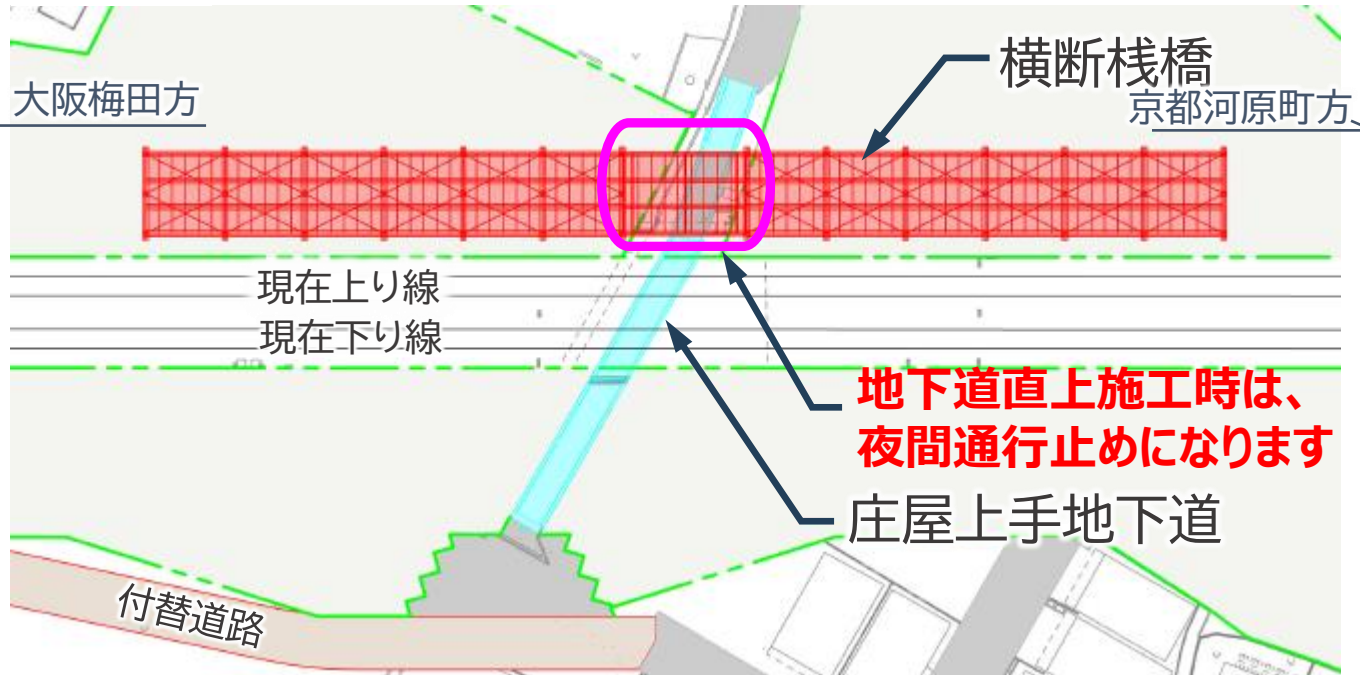 横断桟橋
大阪梅田方
京都河原町方
現在上り線
現在下り線
地下道直上施工時は、
夜間通行止めになります
庄屋上手地下道
付替道路